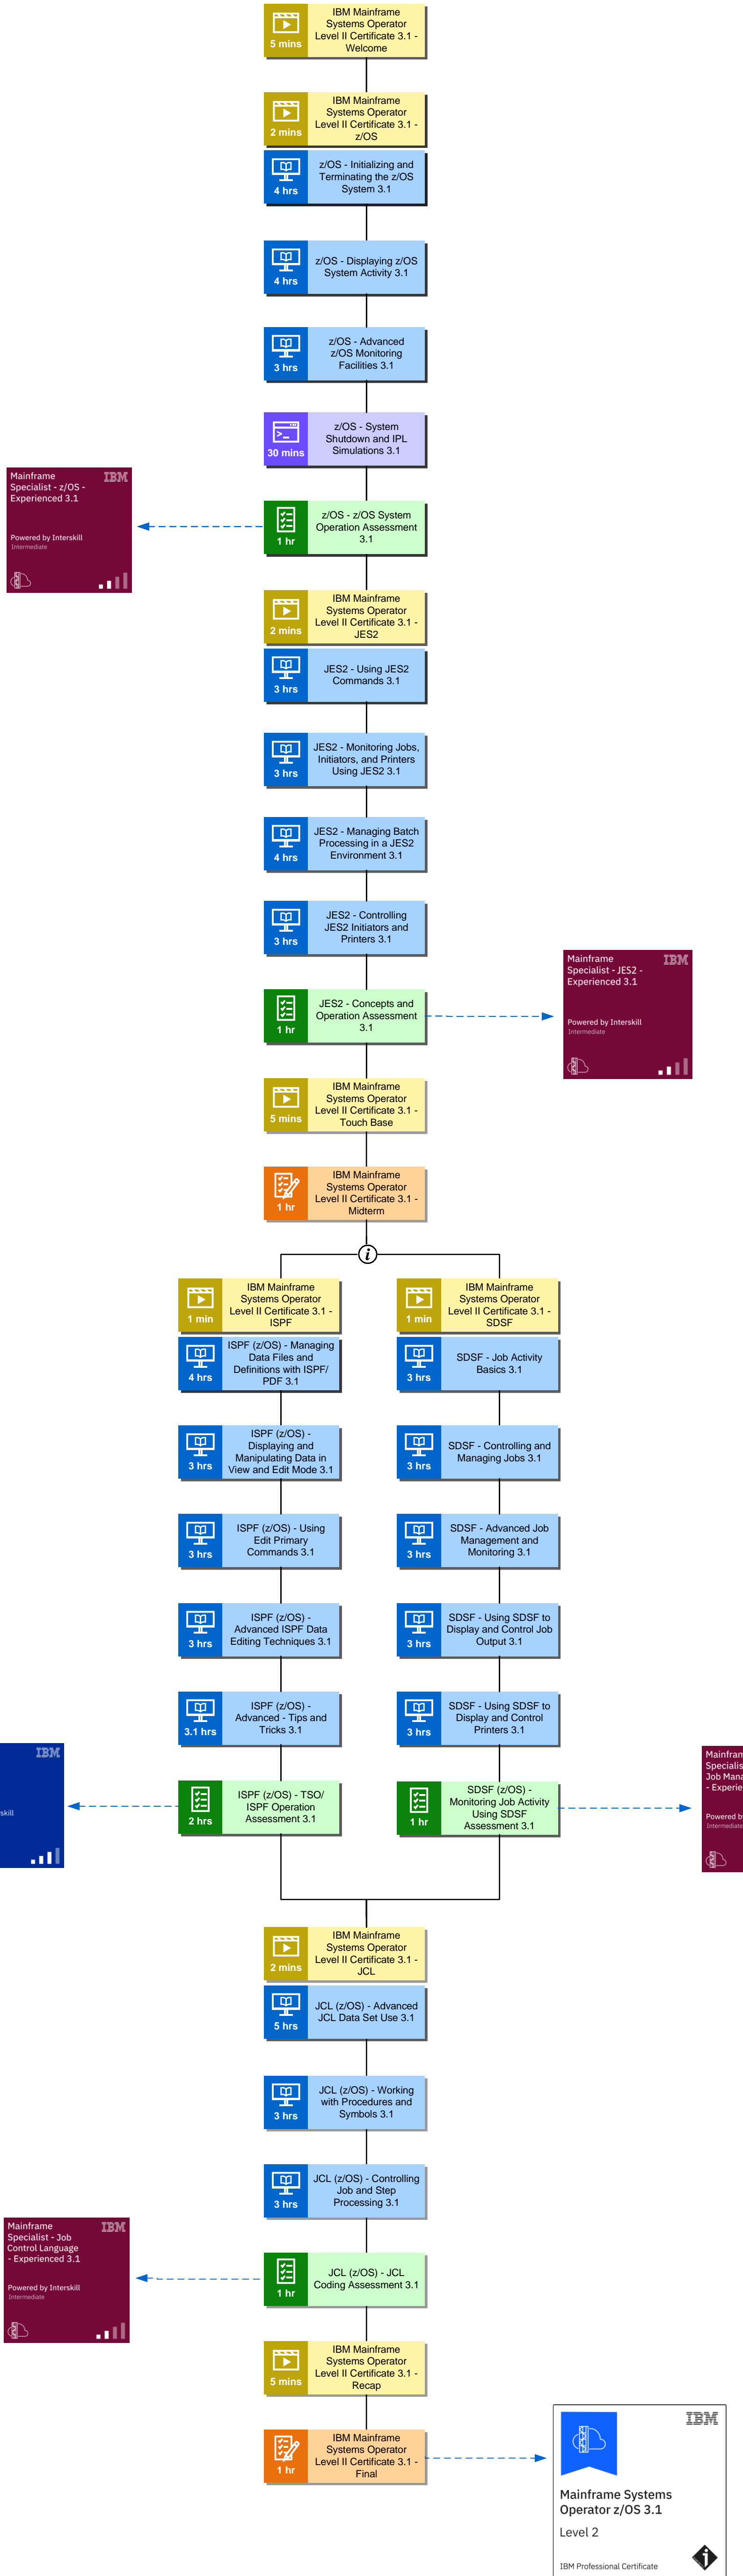 IBM Mainframe
Systems Operator
Level II Certificate 3.1 -
Welcome
5 mins
IBM Mainframe
Systems Operator
Level II Certificate 3.1 -
z/OS
2 mins
z/OS - Initializing and
Terminating the z/OS
System 3.1
4 hrs
z/OS - Displaying z/OS
System Activity 3.1
4 hrs
z/OS - Advanced
z/OS Monitoring
Facilities 3.1
3 hrs
z/OS - System
Shutdown and IPL
Simulations 3.1
30 mins
Mainframe
Specialist - z/OS -
Experienced 3.1
IBM
Powered by Interskill
Intermediate
z/OS - z/OS System
Operation Assessment
3.1
1 hr
IBM Mainframe
Systems Operator
Level II Certificate 3.1 -
JES2
2 mins
JES2 - Using JES2
Commands 3.1
3 hrs
JES2 - Monitoring Jobs,
Initiators, and Printers
Using JES2 3.1
3 hrs
JES2 - Managing Batch
Processing in a JES2
Environment 3.1
4 hrs
JES2 - Controlling
JES2 Initiators and
Printers 3.1
3 hrs
JES2 - Concepts and
Operation Assessment
3.1
1 hr
Mainframe
Specialist - JES2 -
Experienced 3.1
IBM
Powered by Interskill
Intermediate
IBM Mainframe
Systems Operator
Level II Certificate 3.1 -
Touch Base
5 mins
IBM Mainframe
Systems Operator
Level II Certificate 3.1 -
Midterm
1 hr
i
IBM Mainframe
Systems Operator
Level II Certificate 3.1 -
ISPF
1 min
ISPF (z/OS) - Managing
Data Files and
Definitions with ISPF/
PDF 3.1
4 hrs
ISPF (z/OS) -
Displaying and
Manipulating Data in
View and Edit Mode 3.1
3 hrs
ISPF (z/OS) - Using
Edit Primary
Commands 3.1
3 hrs
ISPF (z/OS) -
Advanced ISPF Data
Editing Techniques 3.1
3 hrs
ISPF (z/OS) -
Advanced - Tips and
Tricks 3.1
3.1 hrs
ISPF (z/OS) - TSO/
ISPF Operation
Assessment 3.1
2 hrs
IBM
skill
IBM Mainframe
Systems Operator
Level II Certificate 3.1 -
SDSF
1 min
SDSF - Job Activity
Basics 3.1
3 hrs
SDSF - Controlling and
Managing Jobs 3.1
3 hrs
SDSF - Advanced Job
Management and
Monitoring 3.1
3 hrs
SDSF - Using SDSF to
Display and Control Job
Output 3.1
3 hrs
SDSF - Using SDSF to
Display and Control
Printers 3.1
3 hrs
SDSF (z/OS) -
Monitoring Job Activity
Using SDSF
Assessment 3.1
1 hr
Mainfram
Specialis
Job Mana
- Experie
Powered by
Intermediate
IBM Mainframe
Systems Operator
Level II Certificate 3.1 -
JCL
2 mins
JCL (z/OS) - Advanced
JCL Data Set Use 3.1
5 hrs
JCL (z/OS) - Working
with Procedures and
Symbols 3.1
3 hrs
JCL (z/OS) - Controlling
Job and Step
Processing 3.1
3 hrs
Mainframe
Specialist - Job
Control Language
- Experienced 3.1
IBM
Powered by Interskill
Intermediate
JCL (z/OS) - JCL
Coding Assessment 3.1
1 hr
IBM Mainframe
Systems Operator
Level II Certificate 3.1 -
Recap
5 mins
IBM Mainframe
Systems Operator
Level II Certificate 3.1 -
Final
1 hr
IBM
Mainframe Systems
Operator z/OS 3.1
Level 2
IBM Professional Certificate